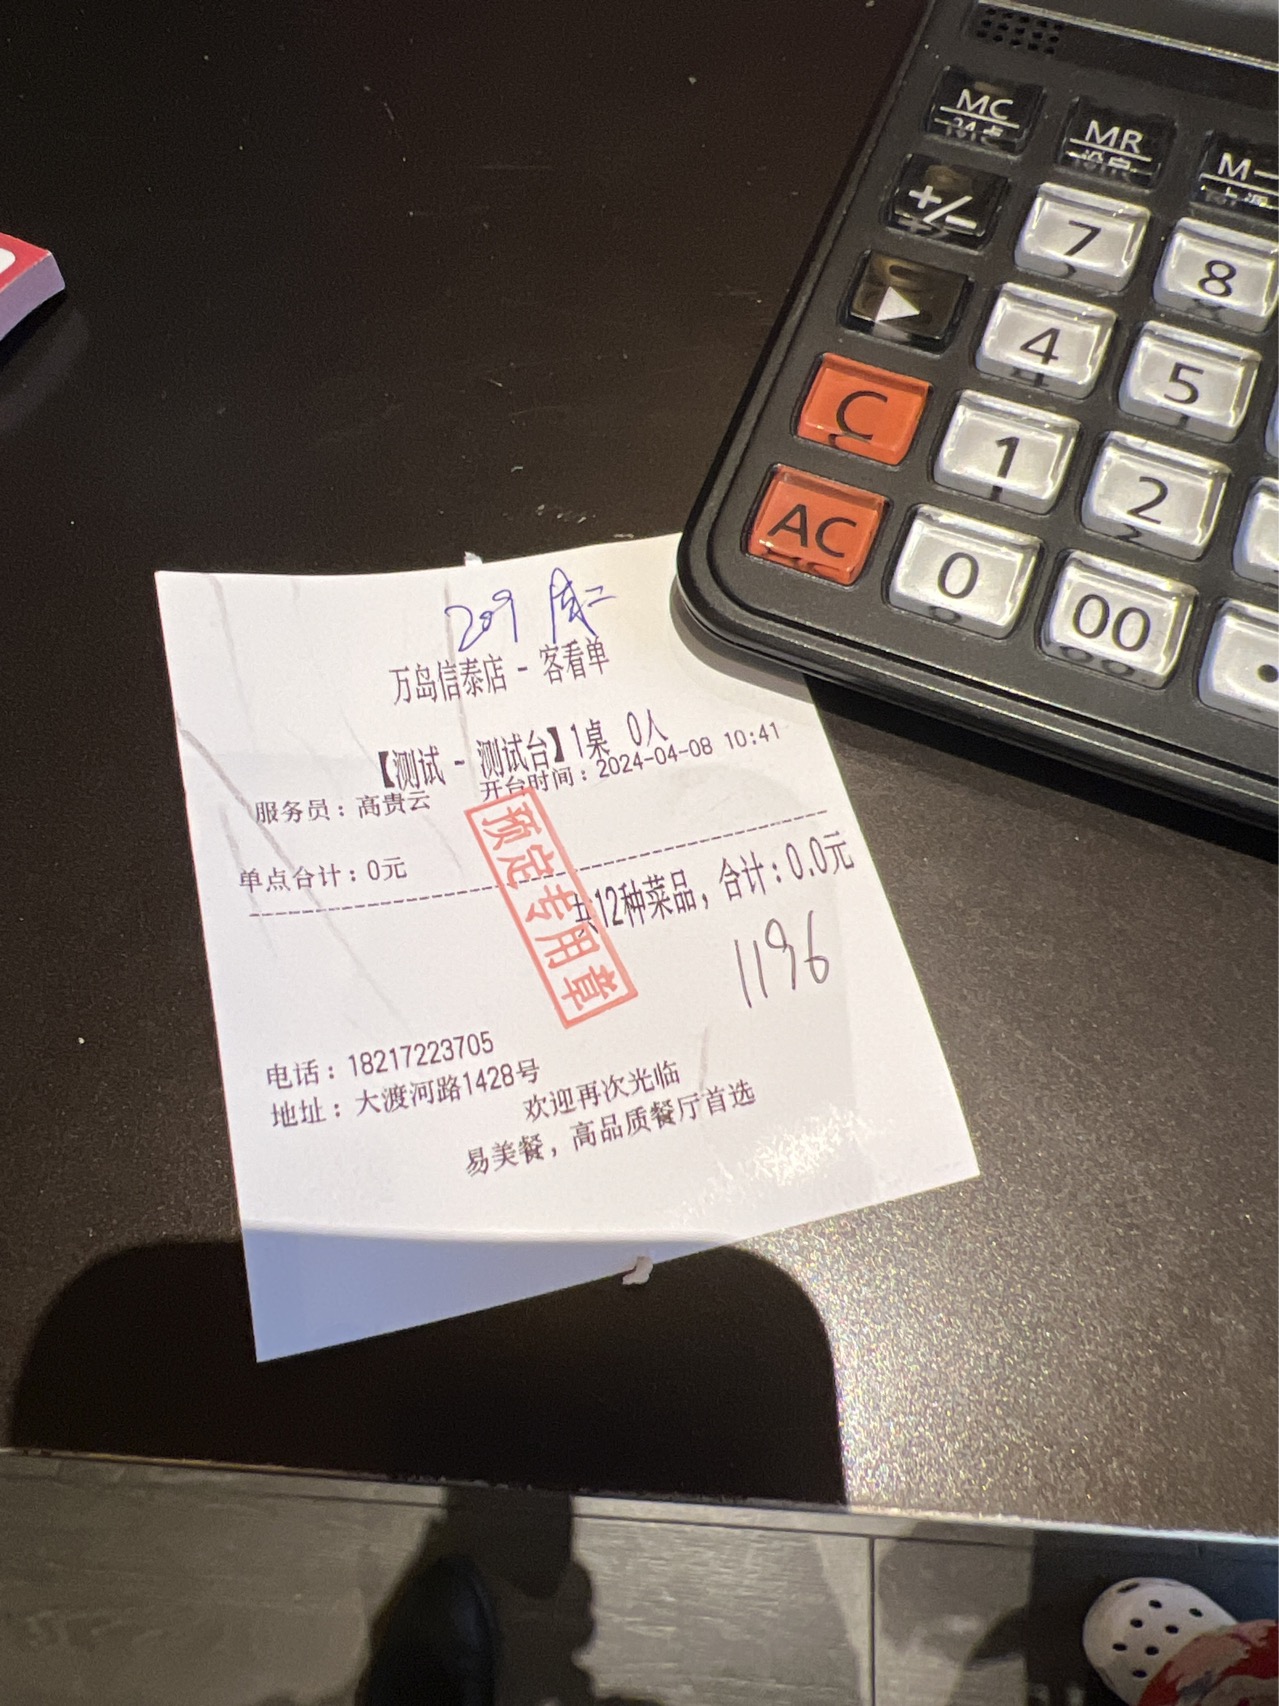 MC
MR
M-
+/-
7
8
▶
4
5
C
1
2
AC
0
00
.
209 周二
万岛信泰店 - 客看单
【测试 - 测试台】1桌 0人
服务员：高贵云 开台时间：2024-04-08 10:41
单点合计：0元
共12种菜品，合计：0.0元
预定专用章
1196
电话：18217223705
地址：大渡河路1428号
欢迎再次光临
易美餐，高品质餐厅首选